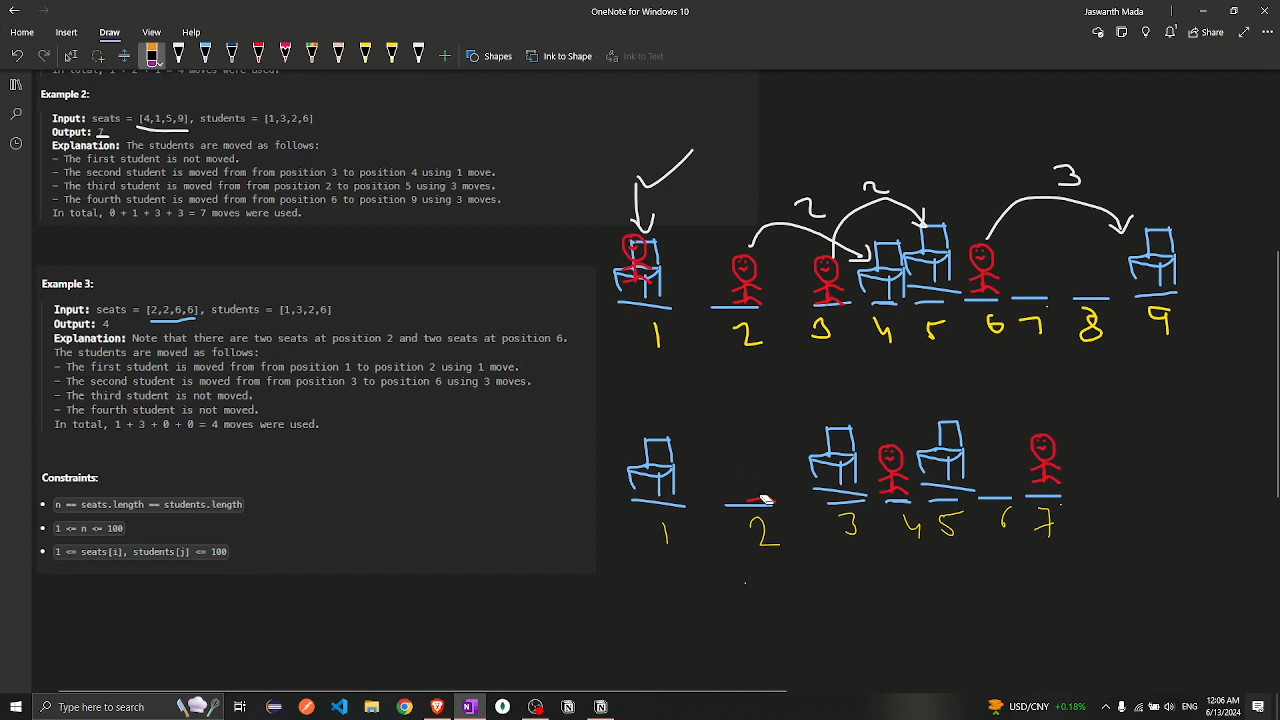 OneNote for Windows 10
Jaswanth Mada
Home Insert Draw View Help
Share
Shapes Ink to Shape Ink to Text
In total, 1 + 2 + 1 = 4 moves were used.
Example 2:
Input: seats = [4,1,5,9], students = [1,3,2,6]
Output: 7
Explanation: The students are moved as follows:
- The first student is not moved.
- The second student is moved from from position 3 to position 4 using 1 move.
- The third student is moved from from position 2 to position 5 using 3 moves.
- The fourth student is moved from from position 6 to position 9 using 3 moves.
In total, 0 + 1 + 3 + 3 = 7 moves were used.
2 2 3
1 2 3 4 5 6 7 8 9
Example 3:
Input: seats = [2,2,6,6], students = [1,3,2,6]
Output: 4
Explanation: Note that there are two seats at position 2 and two seats at position 6.
The students are moved as follows:
- The first student is moved from from position 1 to position 2 using 1 move.
- The second student is moved from from position 3 to position 6 using 3 moves.
- The third student is not moved.
- The fourth student is not moved.
In total, 1 + 3 + 0 + 0 = 4 moves were used.
1 2 3 4 5 6 7
Constraints:
• n == seats.length == students.length
• 1 <= n <= 100
• 1 <= seats[i], students[j] <= 100
Type here to search
USD/CNY +0.18%
12:06 AM
6/13/2024